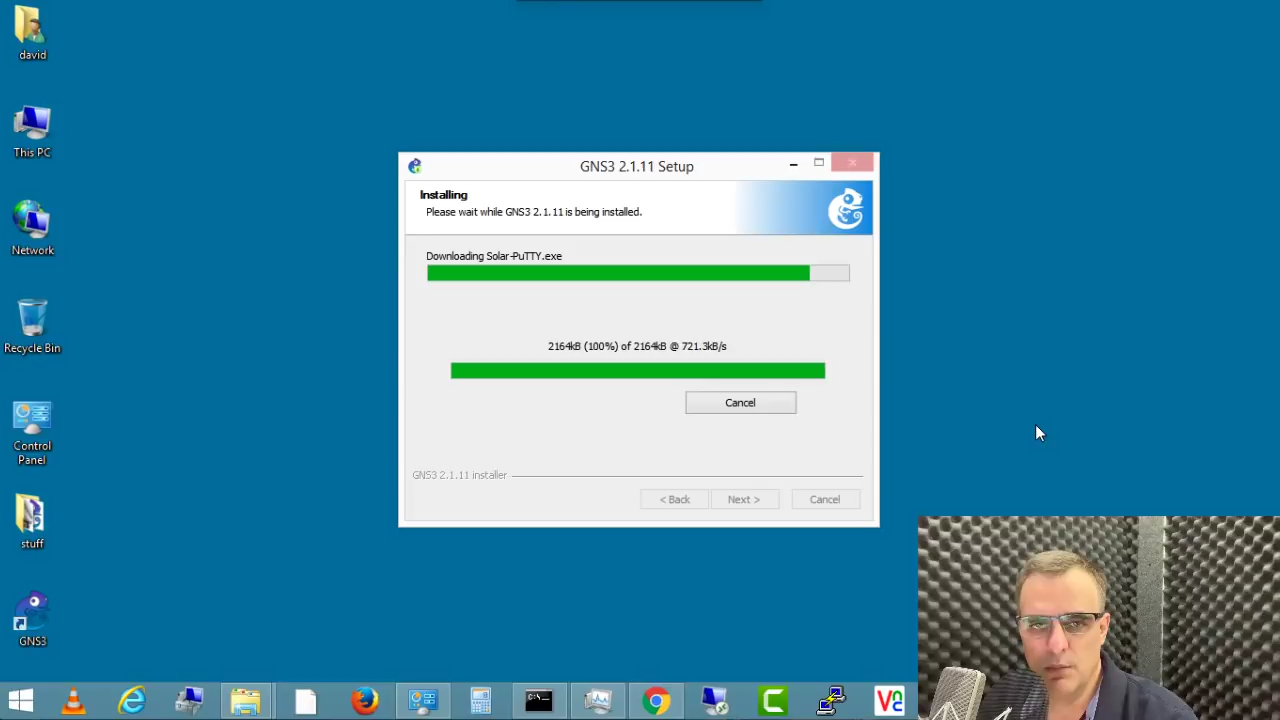 david
This PC
Network
Recycle Bin
Control
Panel
stuff
GNS3
GNS3 2.1.11 Setup
Installing
Please wait while GNS3 2.1.11 is being installed.
Downloading Solar-PuTTY.exe
2164kB (100%) of 2164kB @ 721.3kB/s
Cancel
GNS3 2.1.11 installer
< Back
Next >
Cancel
C
VNC